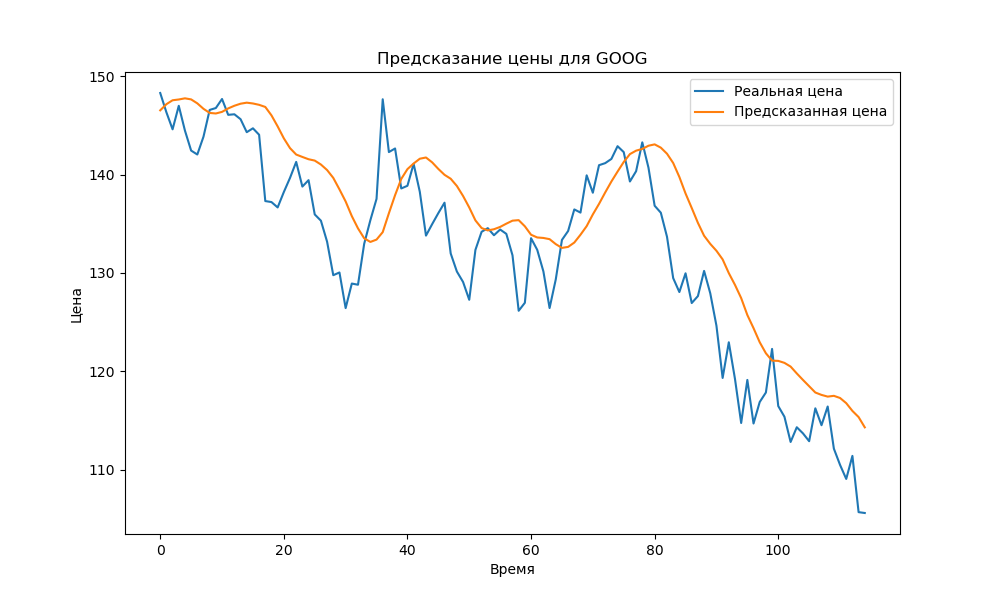 Предсказание цены для GOOG
Реальная цена
Предсказанная цена
Цена
150
140
130
120
110
0 20 40 60 80 100
Время